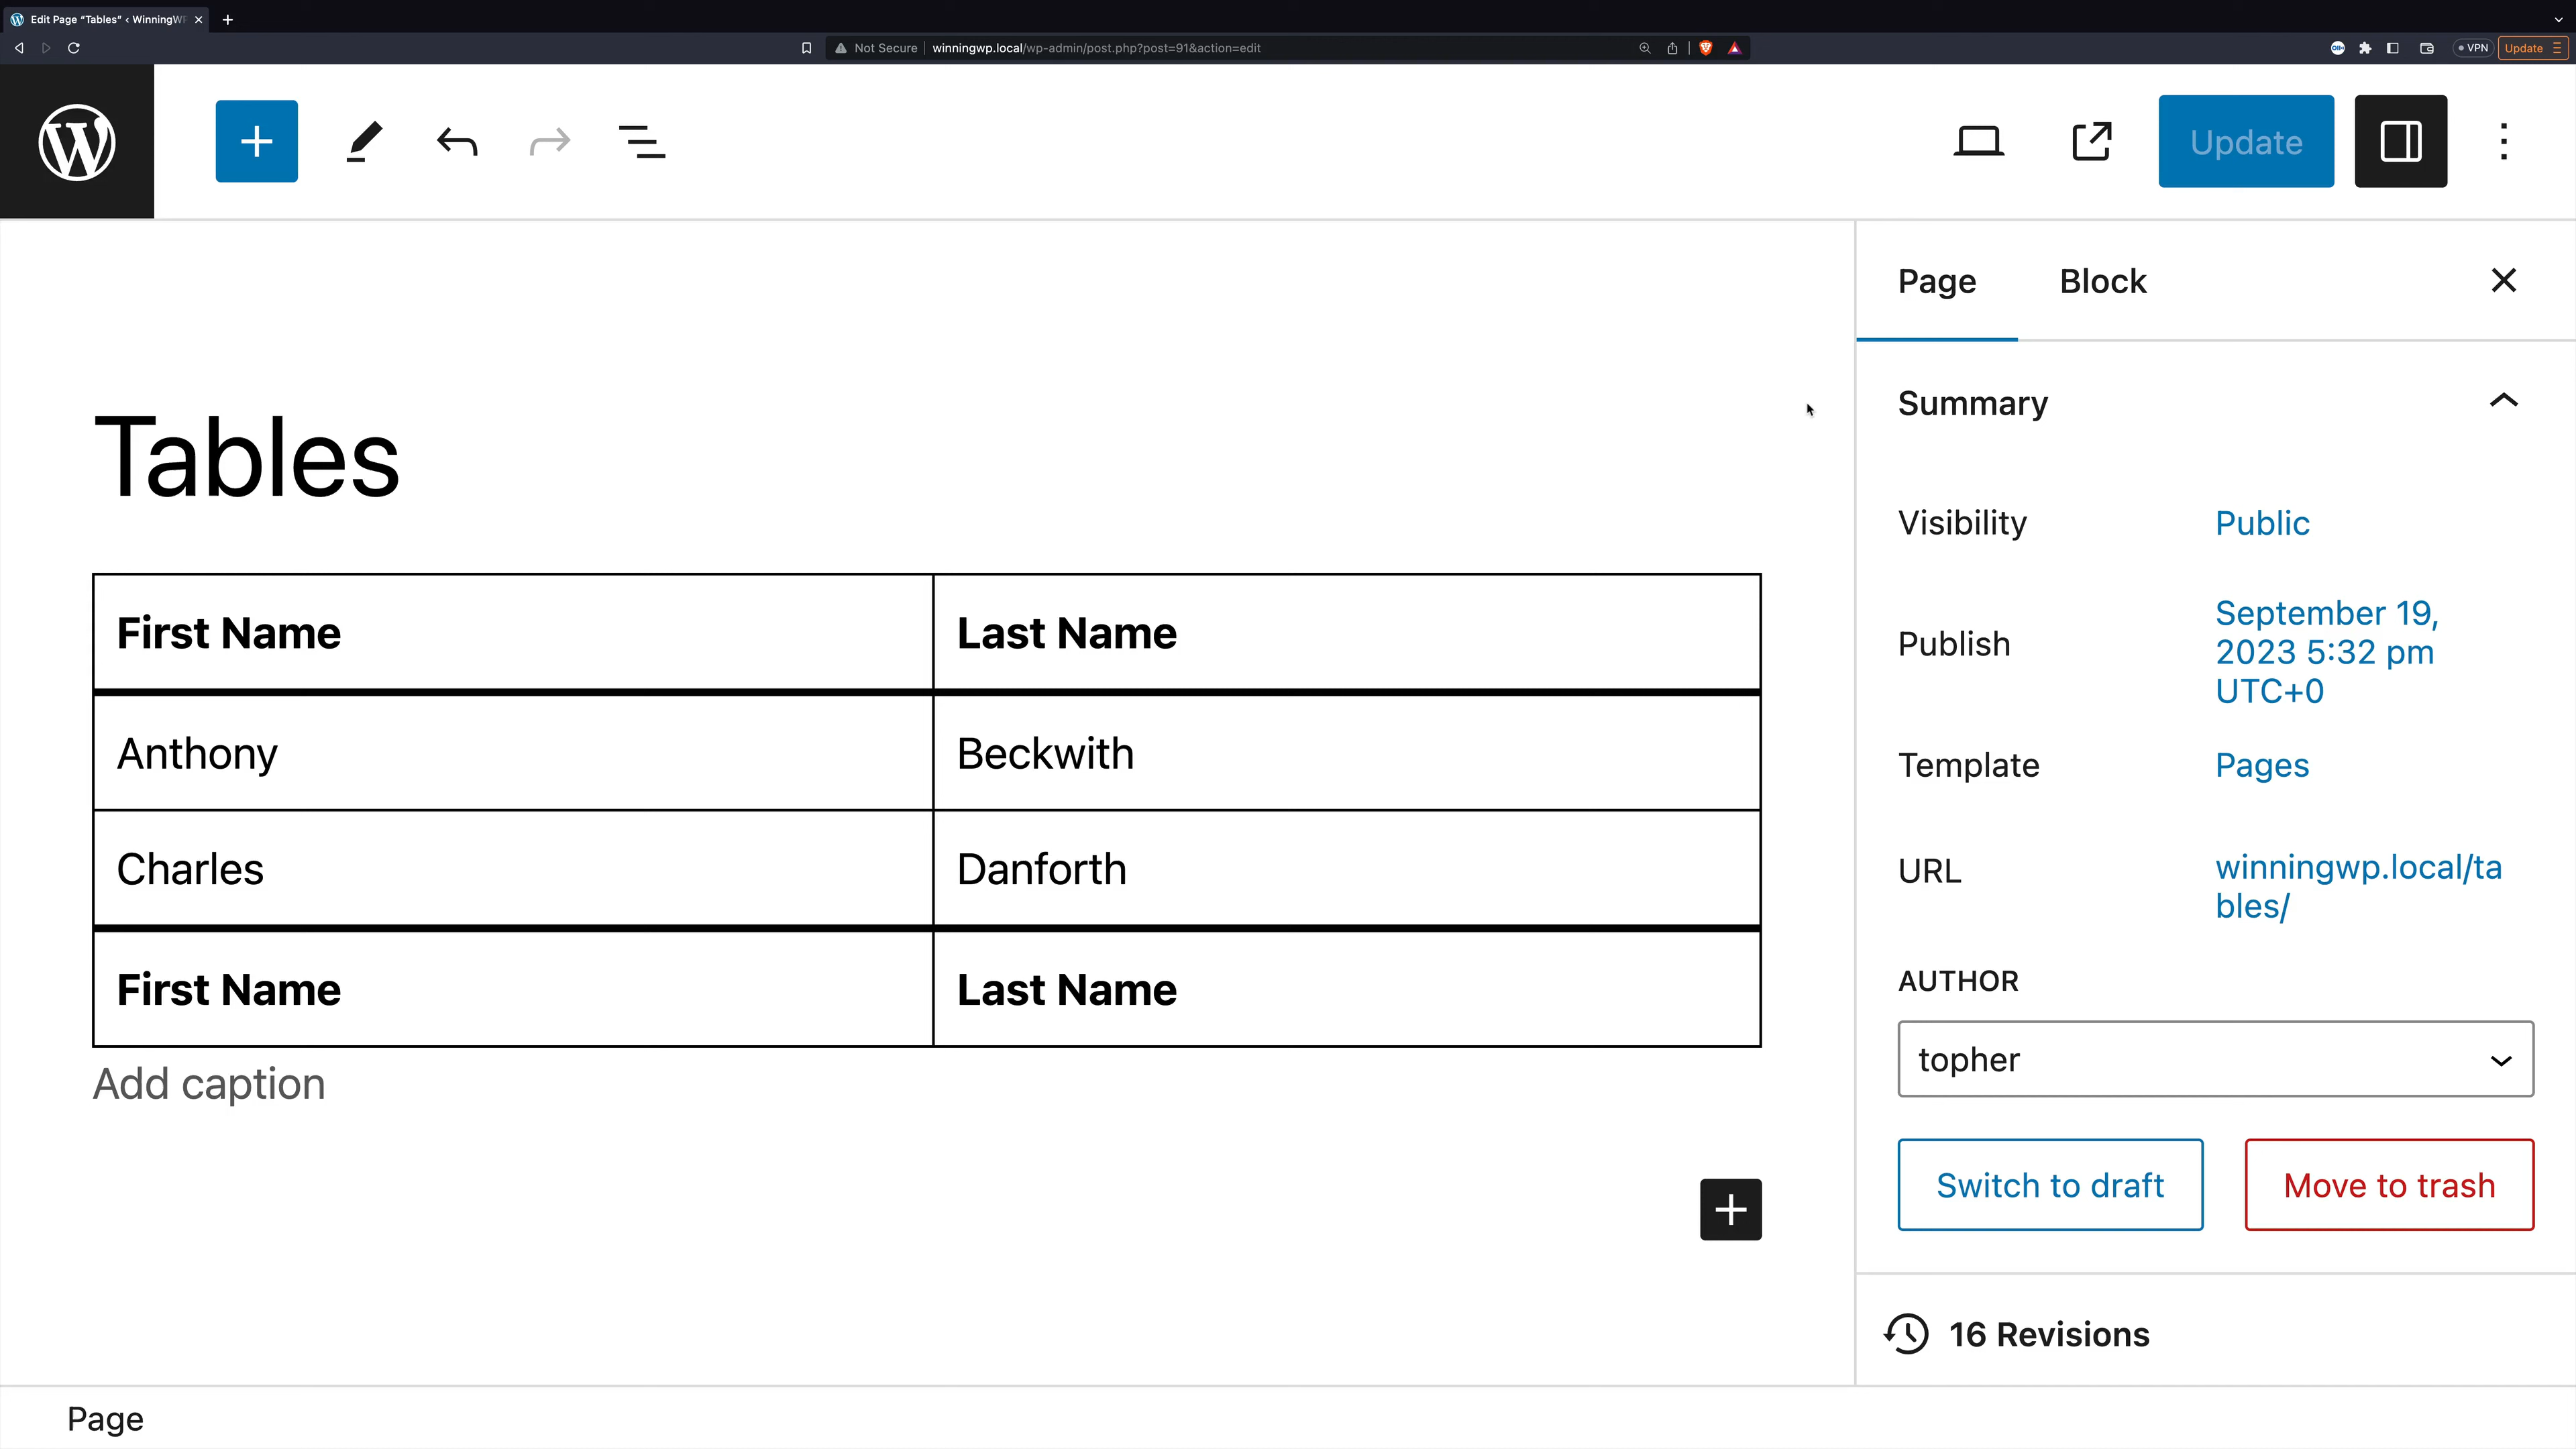 Edit Page “Tables” ‹ WinningWP
Not Secure winningwp.local/wp-admin/post.php?post=91&action=edit
VPN
Update
Update
Page Block
Summary
Tables
Visibility Public
Publish September 19,
2023 5:32 pm
UTC+0
Template Pages
URL winningwp.local/ta
bles/
First Name Last Name
Anthony Beckwith
Charles Danforth
First Name Last Name
Add caption
AUTHOR
topher
Switch to draft Move to trash
16 Revisions
Page